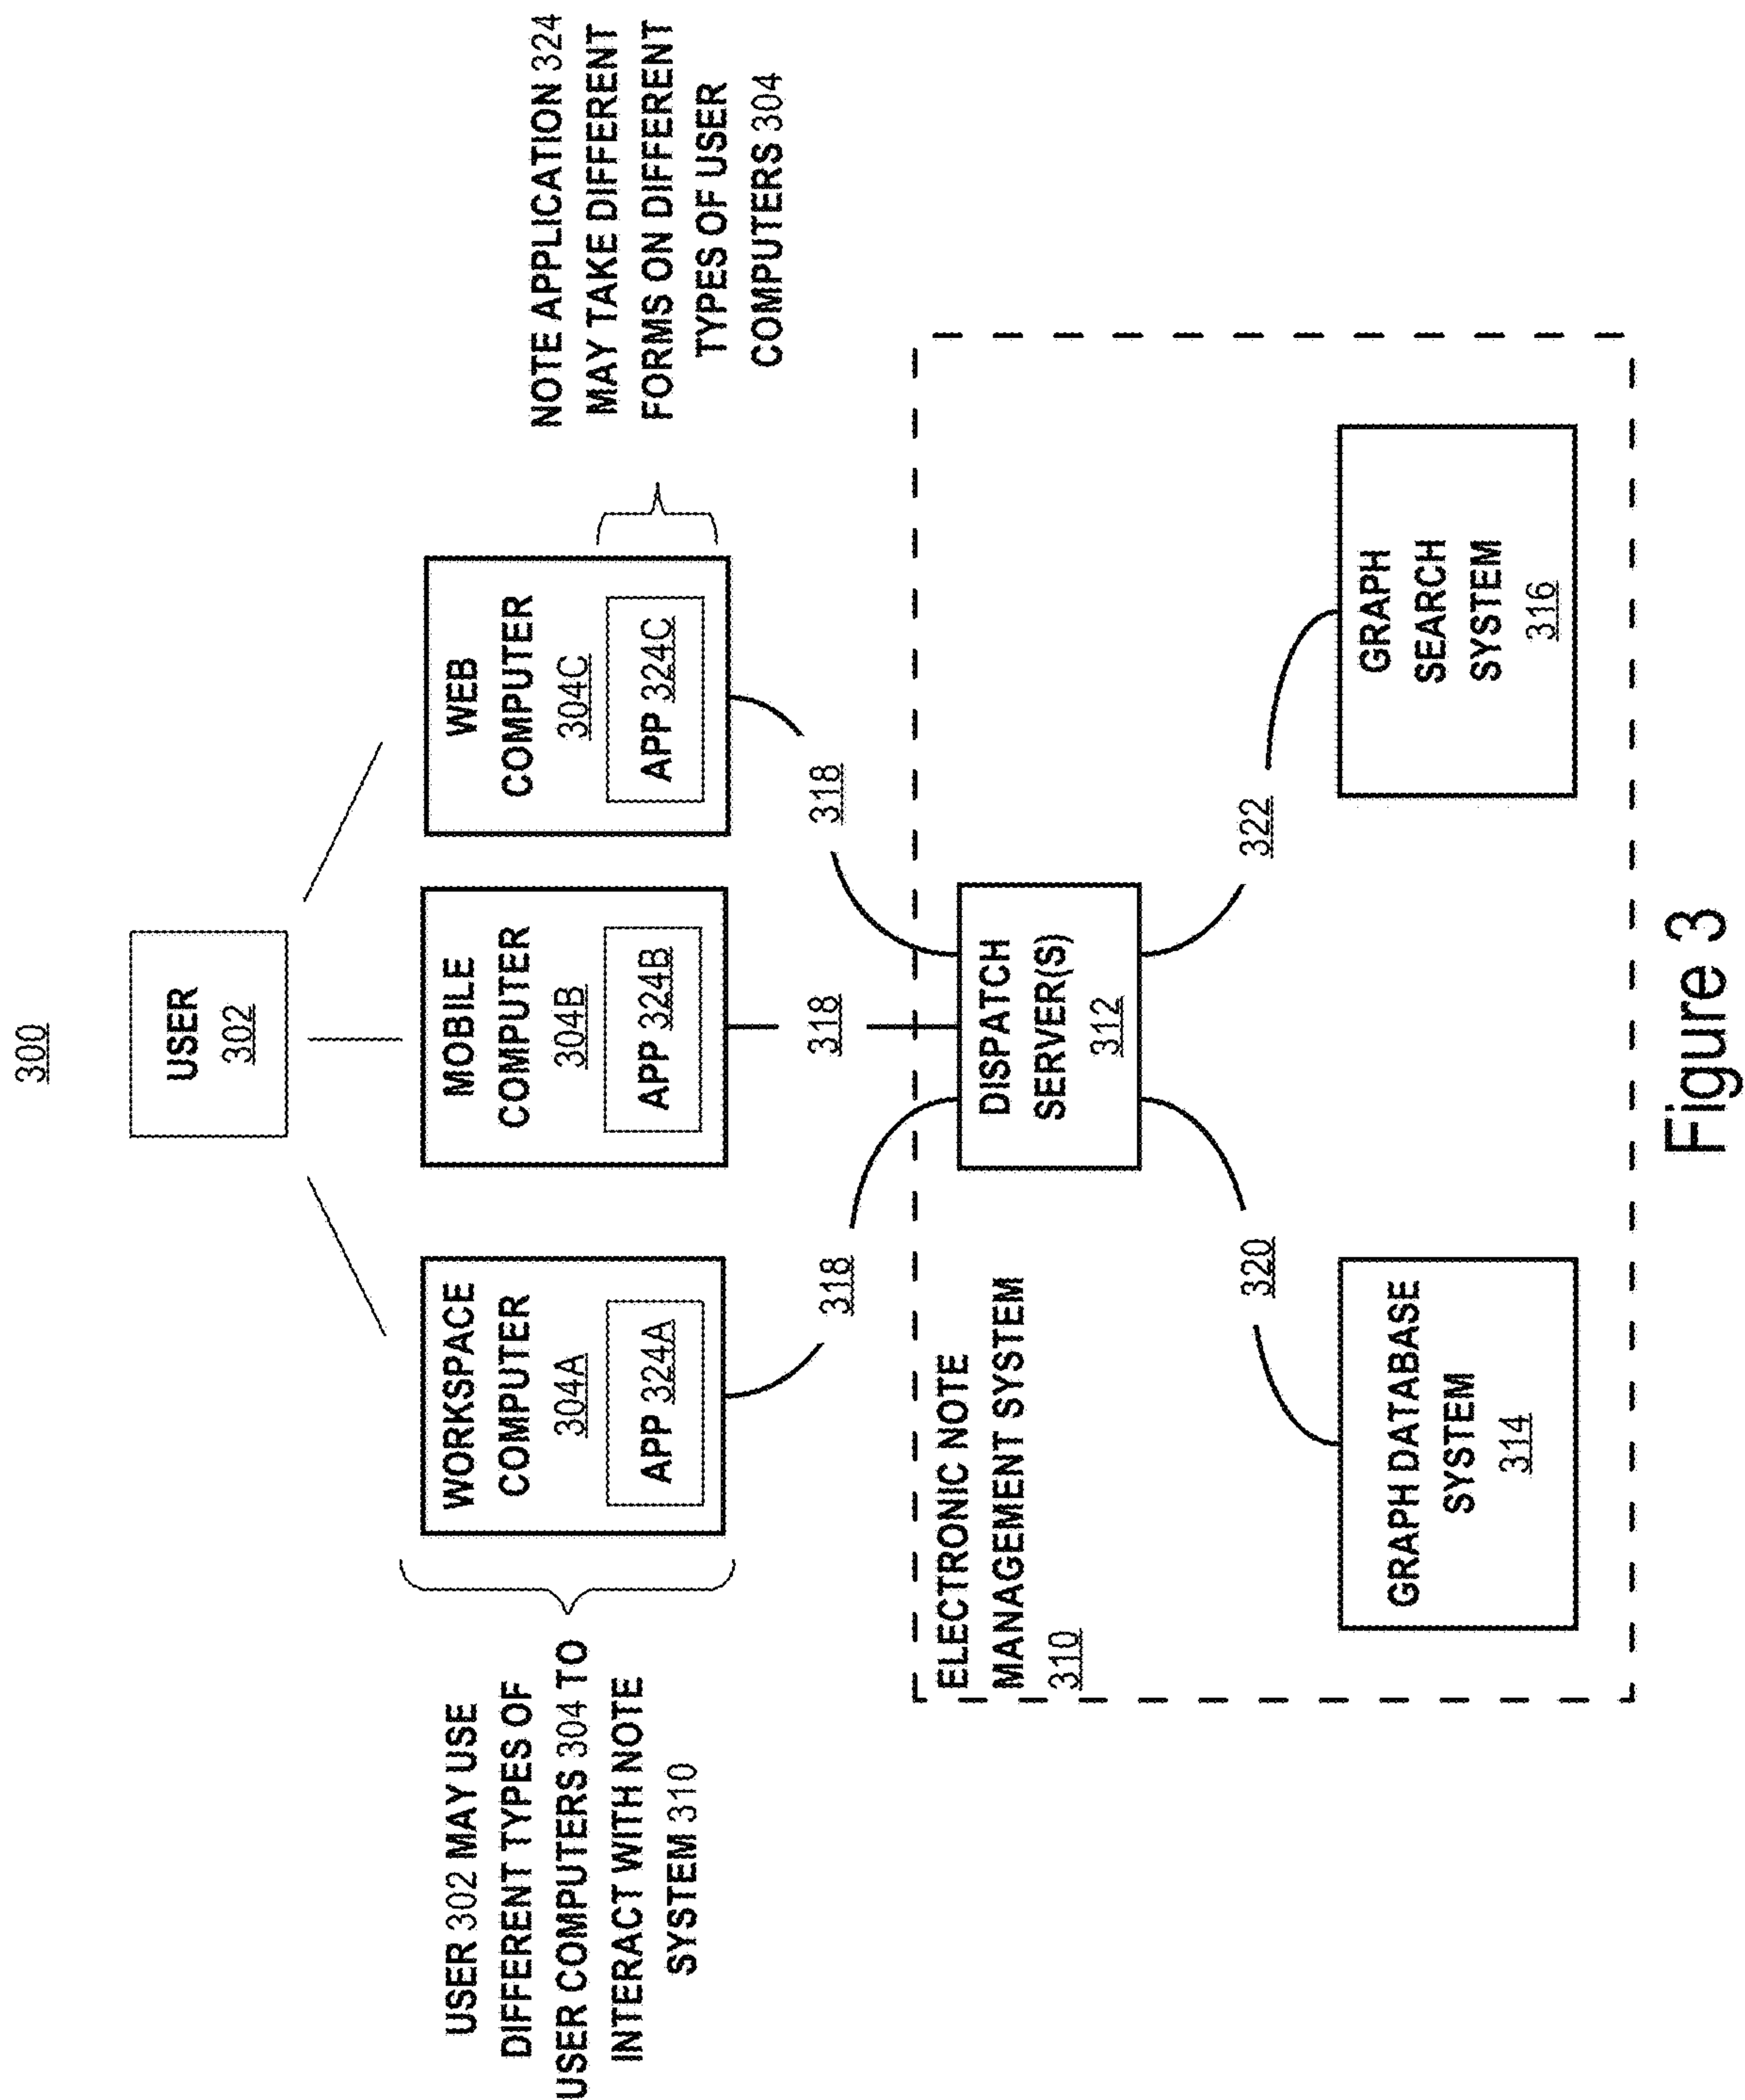 300
USER
302
USER 302 MAY USE
DIFFERENT TYPES OF
USER COMPUTERS 304 TO
INTERACT WITH NOTE
SYSTEM 310
WORKSPACE
COMPUTER
304A
APP 324A
MOBILE
COMPUTER
304B
APP 324B
WEB
COMPUTER
304C
APP 324C
NOTE APPLICATION 324
MAY TAKE DIFFERENT
FORMS ON DIFFERENT
TYPES OF USER
COMPUTERS 304
318
318
318
ELECTRONIC NOTE
MANAGEMENT SYSTEM
310
DISPATCH
SERVER(S)
312
320
322
GRAPH DATABASE
SYSTEM
314
GRAPH
SEARCH
SYSTEM
316
Figure 3